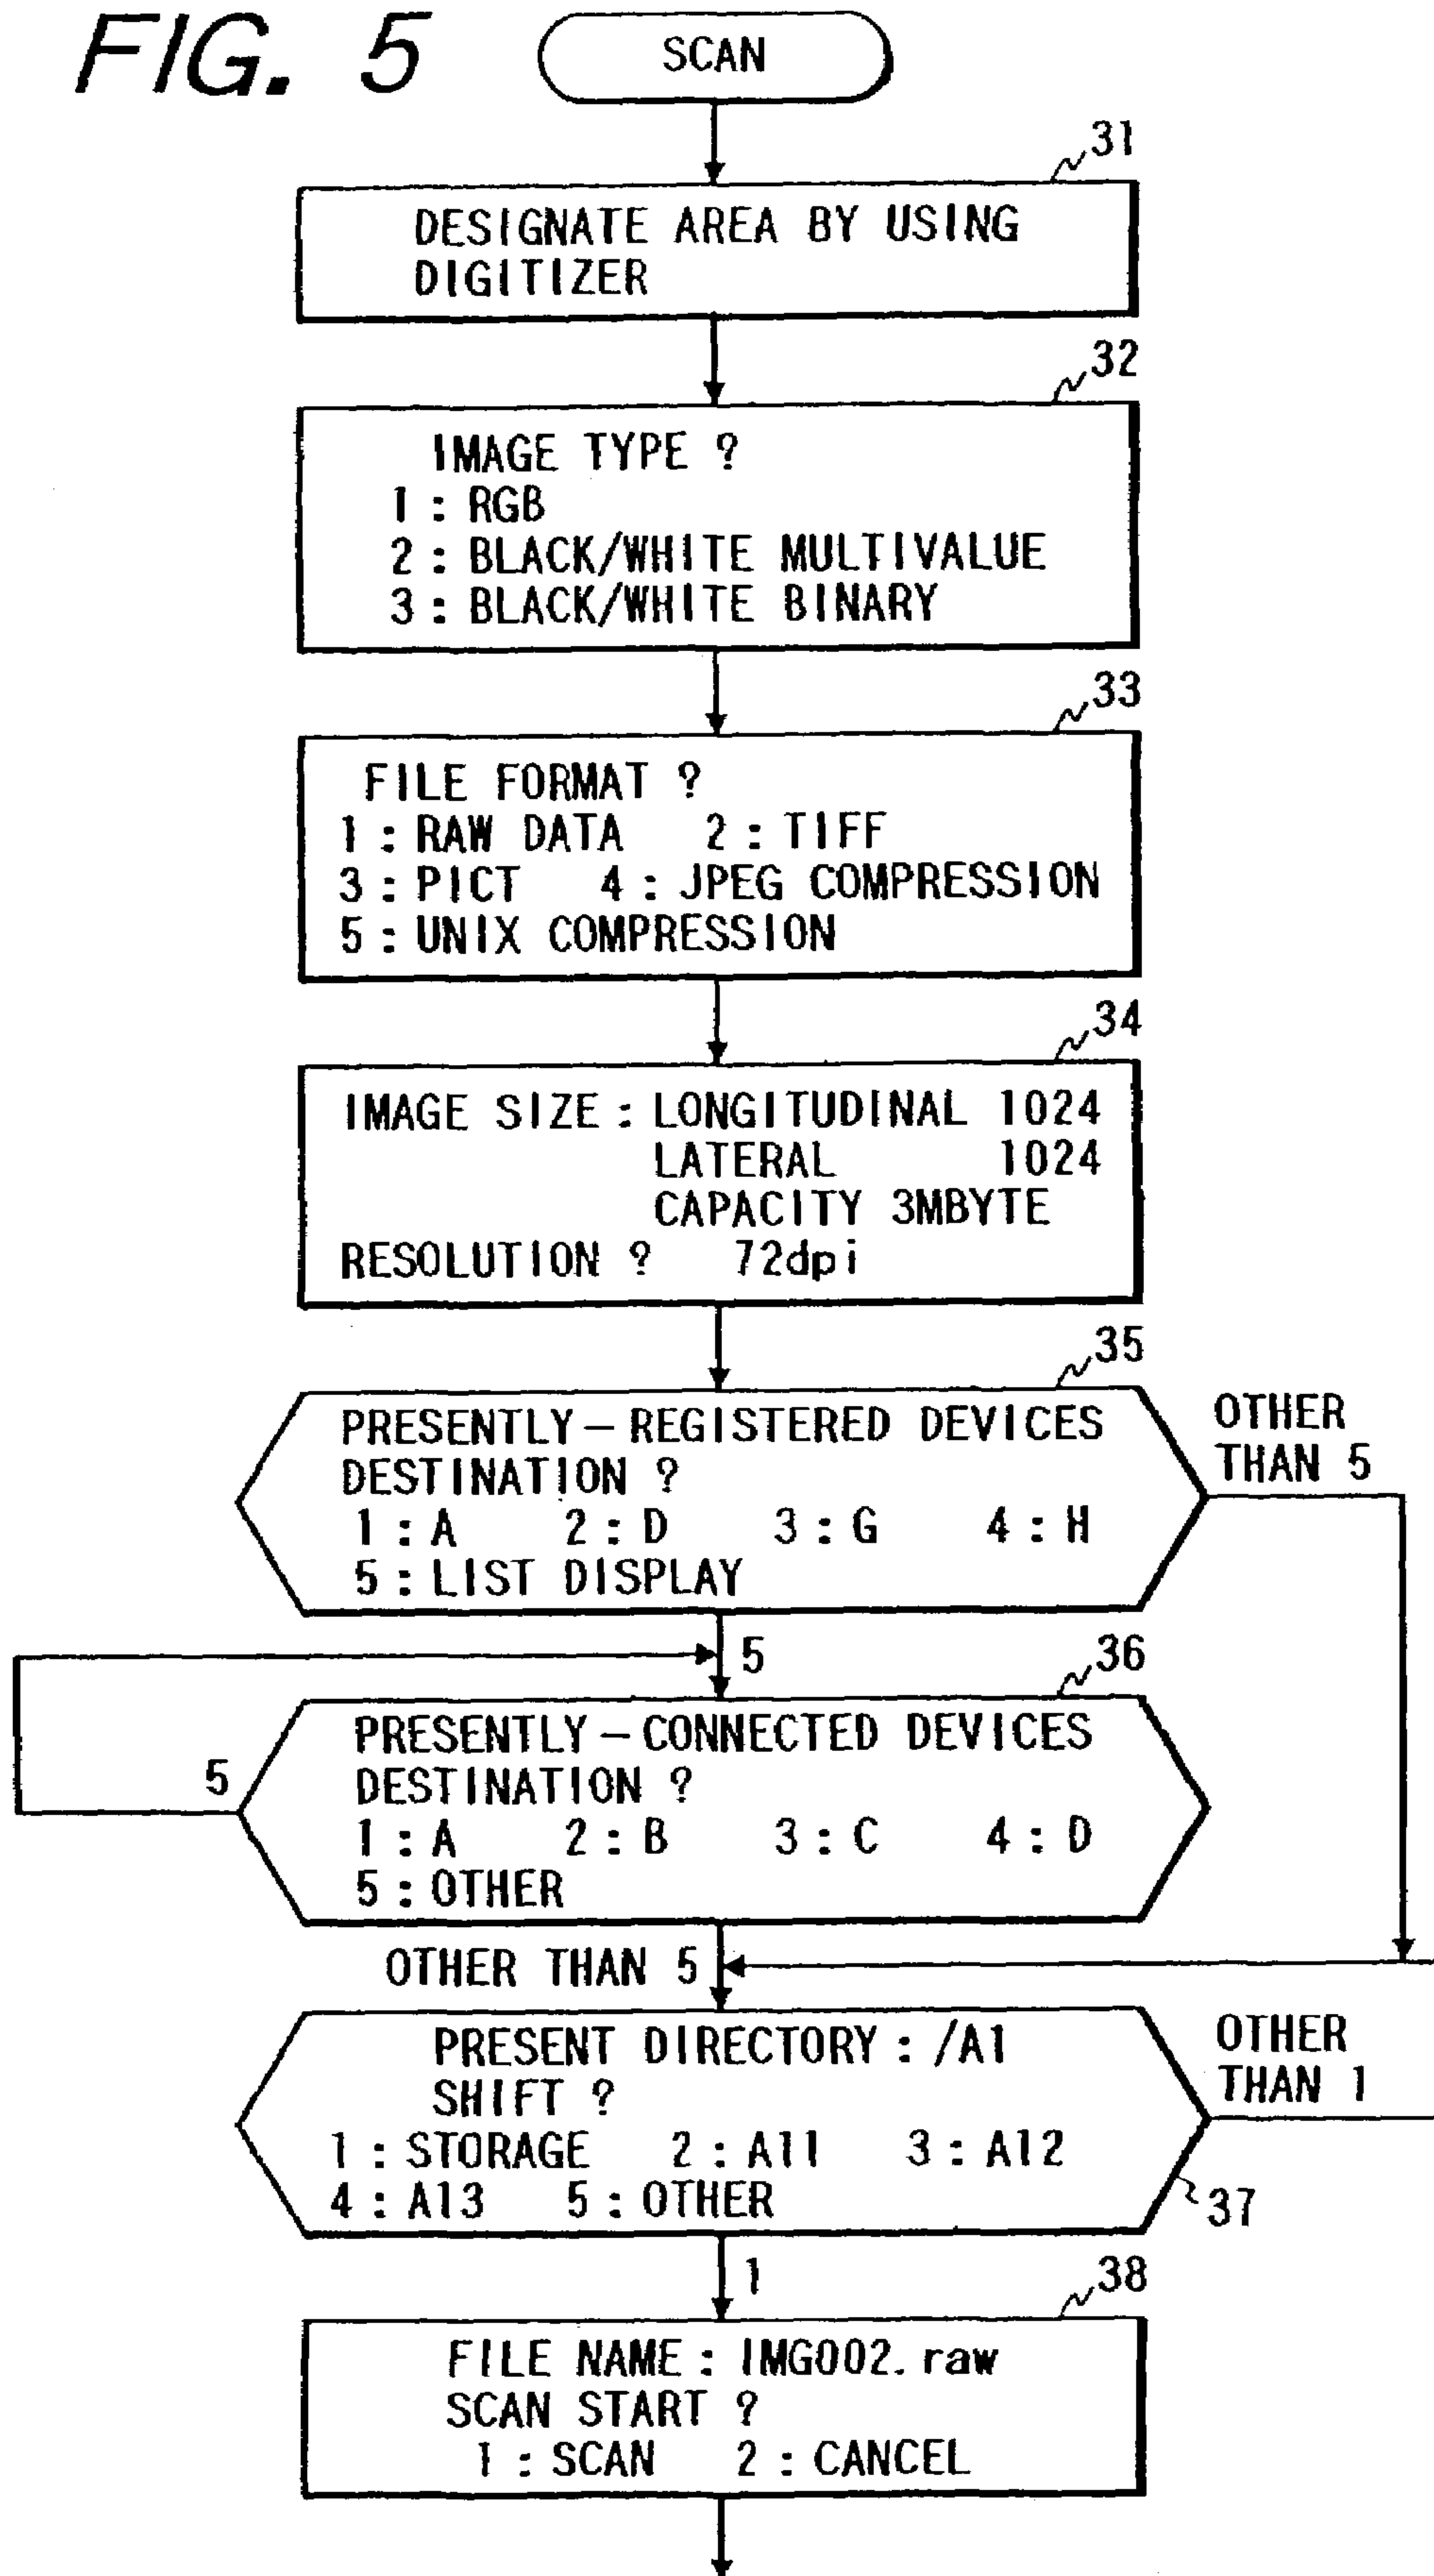 FIG. 5
SCAN
31
DESIGNATE AREA BY USING
DIGITIZER
32
IMAGE TYPE ?
1 : RGB
2 : BLACK/WHITE MULTIVALUE
3 : BLACK/WHITE BINARY
33
FILE FORMAT ?
1 : RAW DATA 2 : TIFF
3 : PICT 4 : JPEG COMPRESSION
5 : UNIX COMPRESSION
34
IMAGE SIZE : LONGITUDINAL 1024
LATERAL 1024
CAPACITY 3MBYTE
RESOLUTION ? 72dpi
35
PRESENTLY-REGISTERED DEVICES
DESTINATION ?
1 : A 2 : D 3 : G 4 : H
5 : LIST DISPLAY
OTHER
THAN 5
5
36
PRESENTLY-CONNECTED DEVICES
DESTINATION ?
1 : A 2 : B 3 : C 4 : D
5 : OTHER
5
OTHER THAN 5
PRESENT DIRECTORY : /A1
SHIFT ?
1 : STORAGE 2 : A11 3 : A12
4 : A13 5 : OTHER
OTHER
THAN 1
37
1
38
FILE NAME : IMG002.raw
SCAN START ?
1 : SCAN 2 : CANCEL